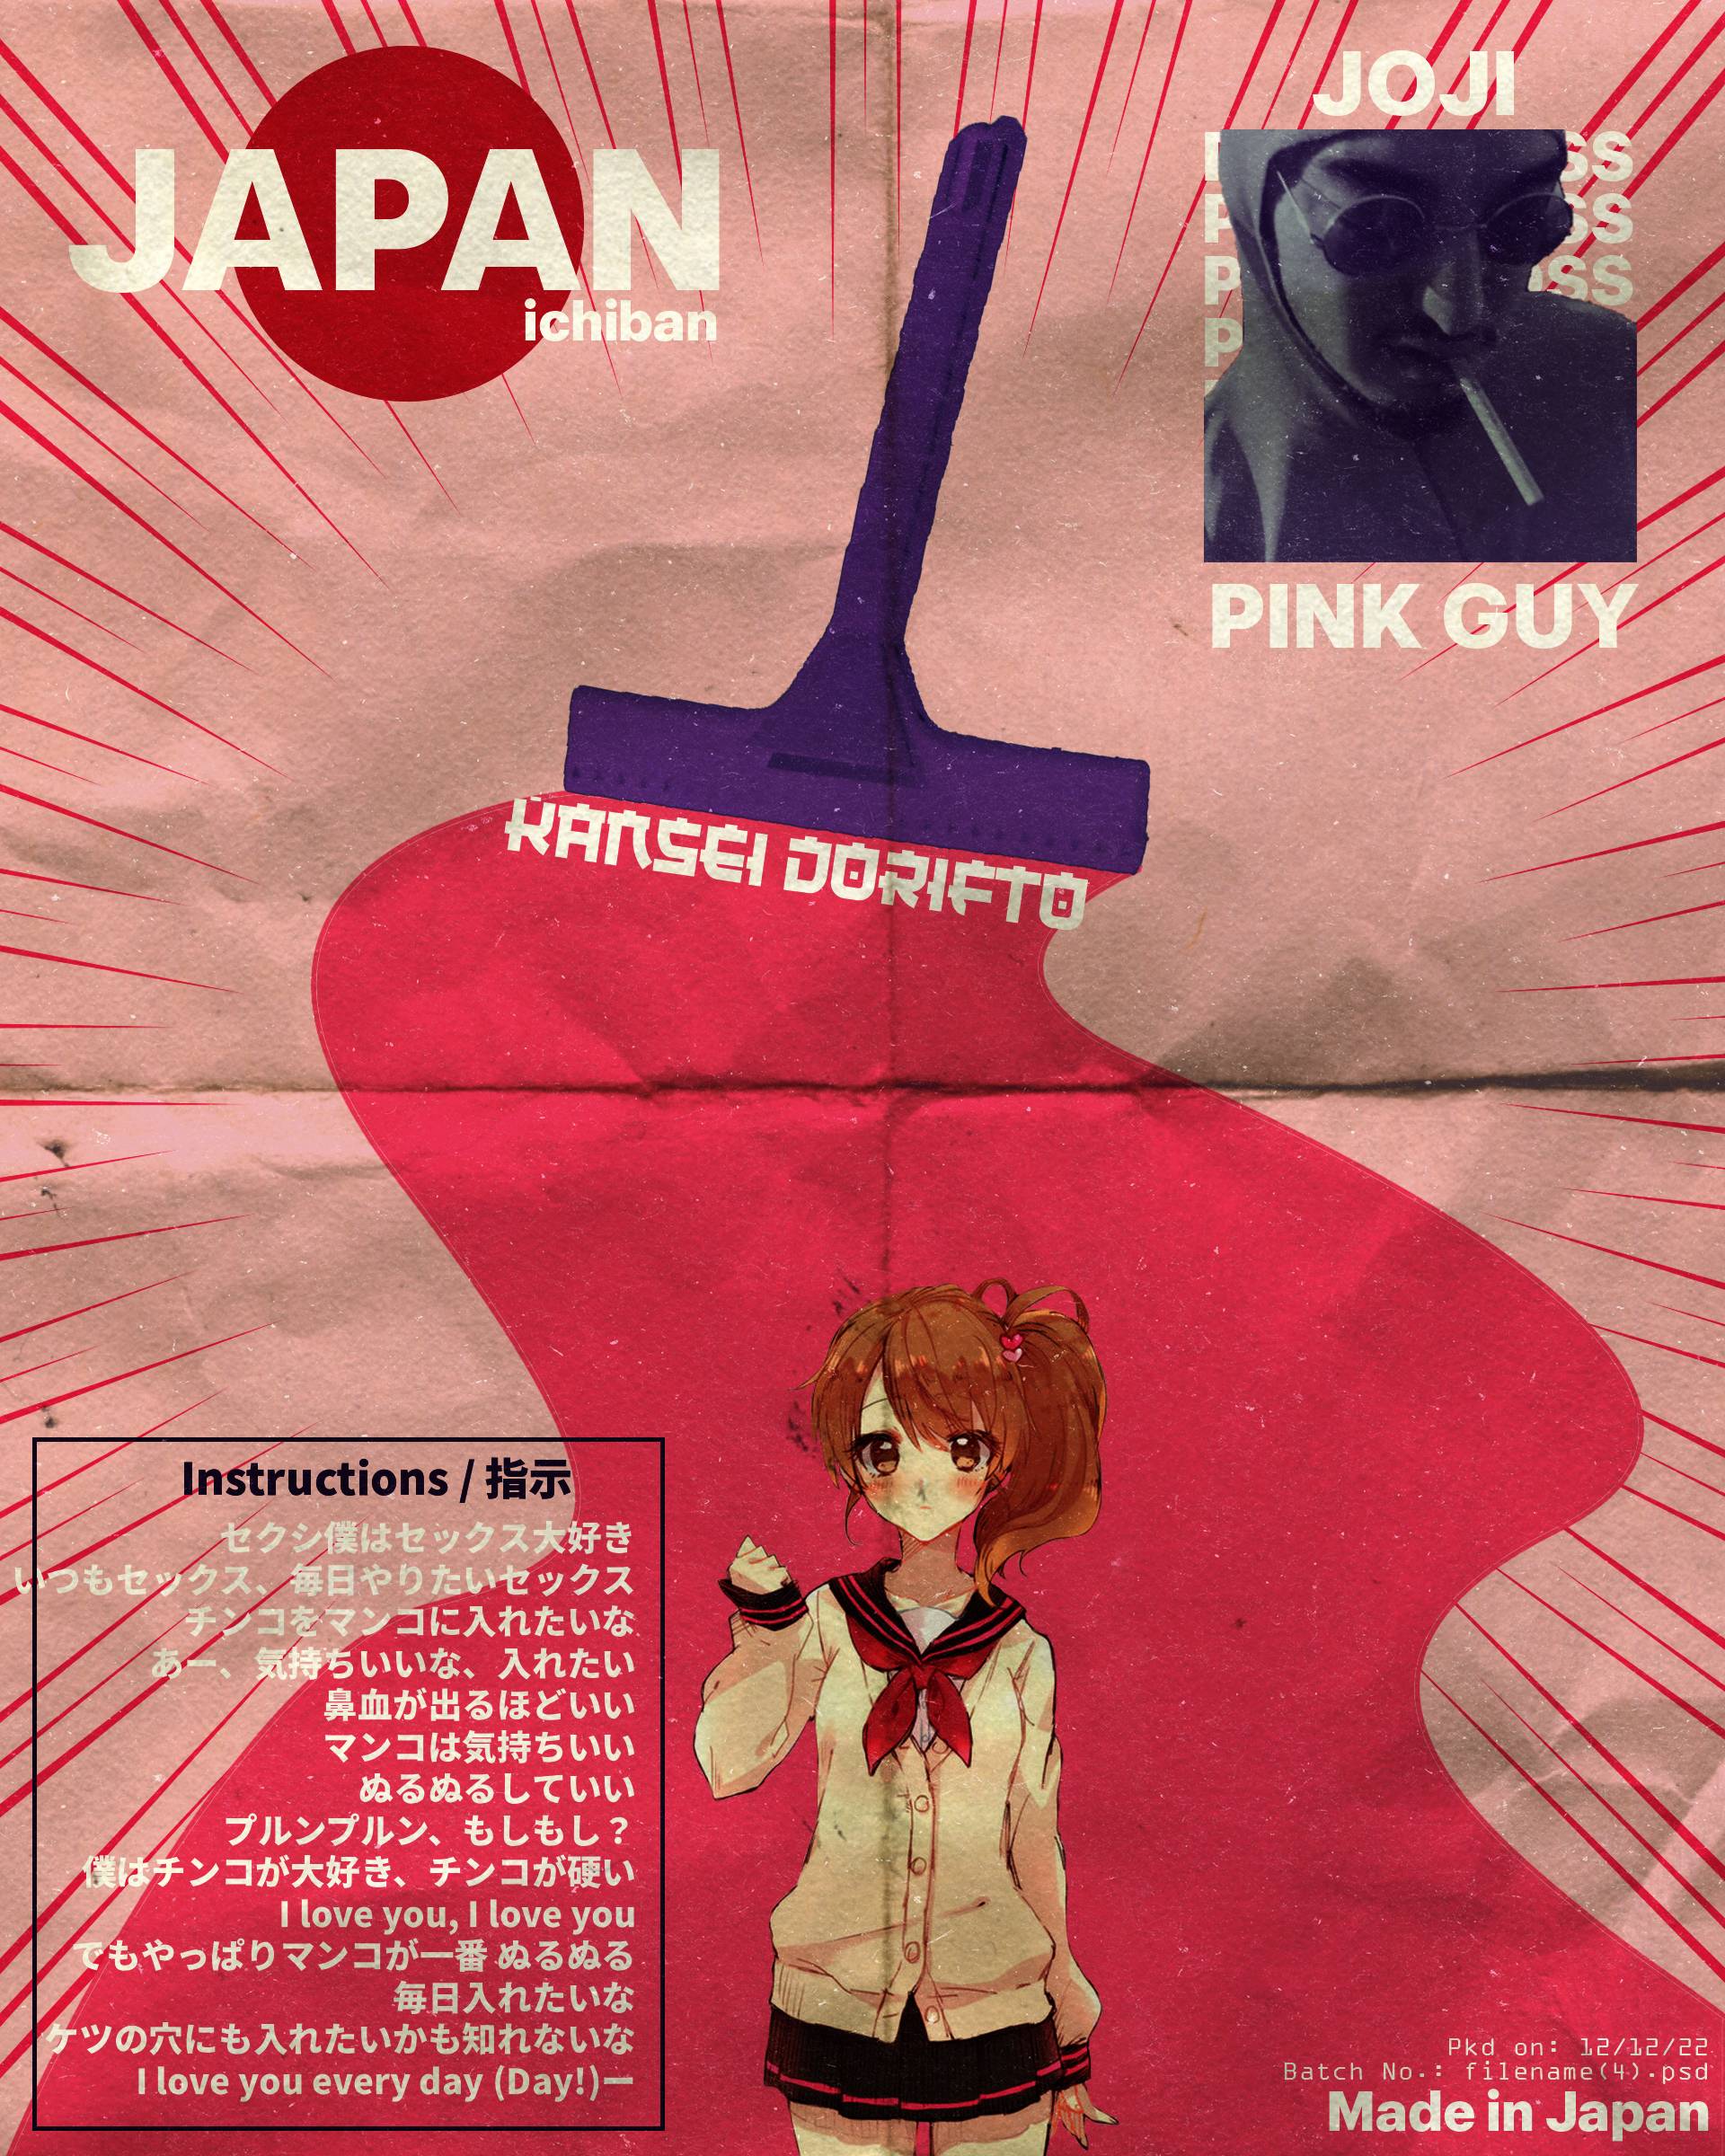 JAPAN
ichiban
JOJI
PINK GUY
KANSEI DORIFTO
Instructions / 指示
セクシ僕はセックス大好き
いつもセックス、毎日やりたいセックス
チンコをマンコに入れたいな
あー、気持ちいいな、入れたい
鼻血が出るほどいい
マンコは気持ちいい
ぬるぬるしていい
プルンプルン、もしもし？
僕はチンコが大好き、チンコが硬い
I love you, I love you
でもやっぱりマンコが一番 ぬるぬる
毎日入れたいな
ケツの穴にも入れたいかも知れないな
I love you every day (Day!)ー
Pkd on: 12/12/22
Batch No.: filename(4).psd
Made in Japan